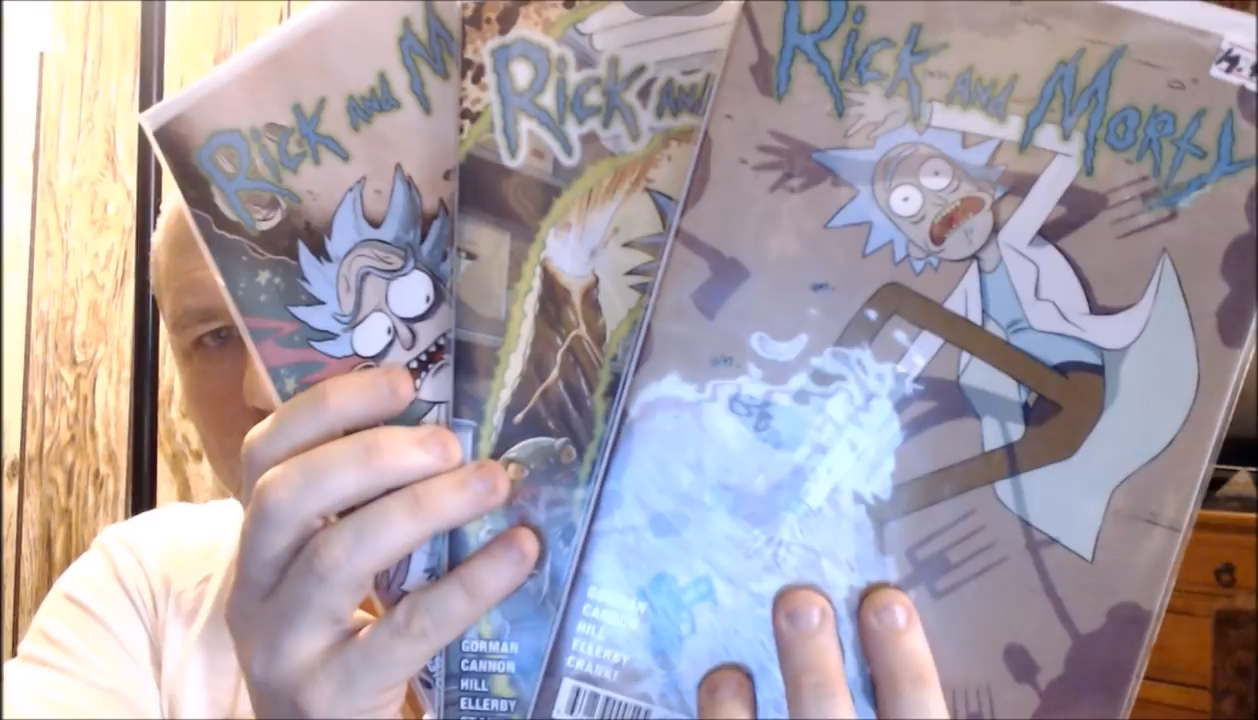 Rick and M
Rick and
Rick and Morty
GORMAN
CANNON
HILL
ELLERBY
GORMAN
CANNON
HILL
ELLERBY
CRANK!